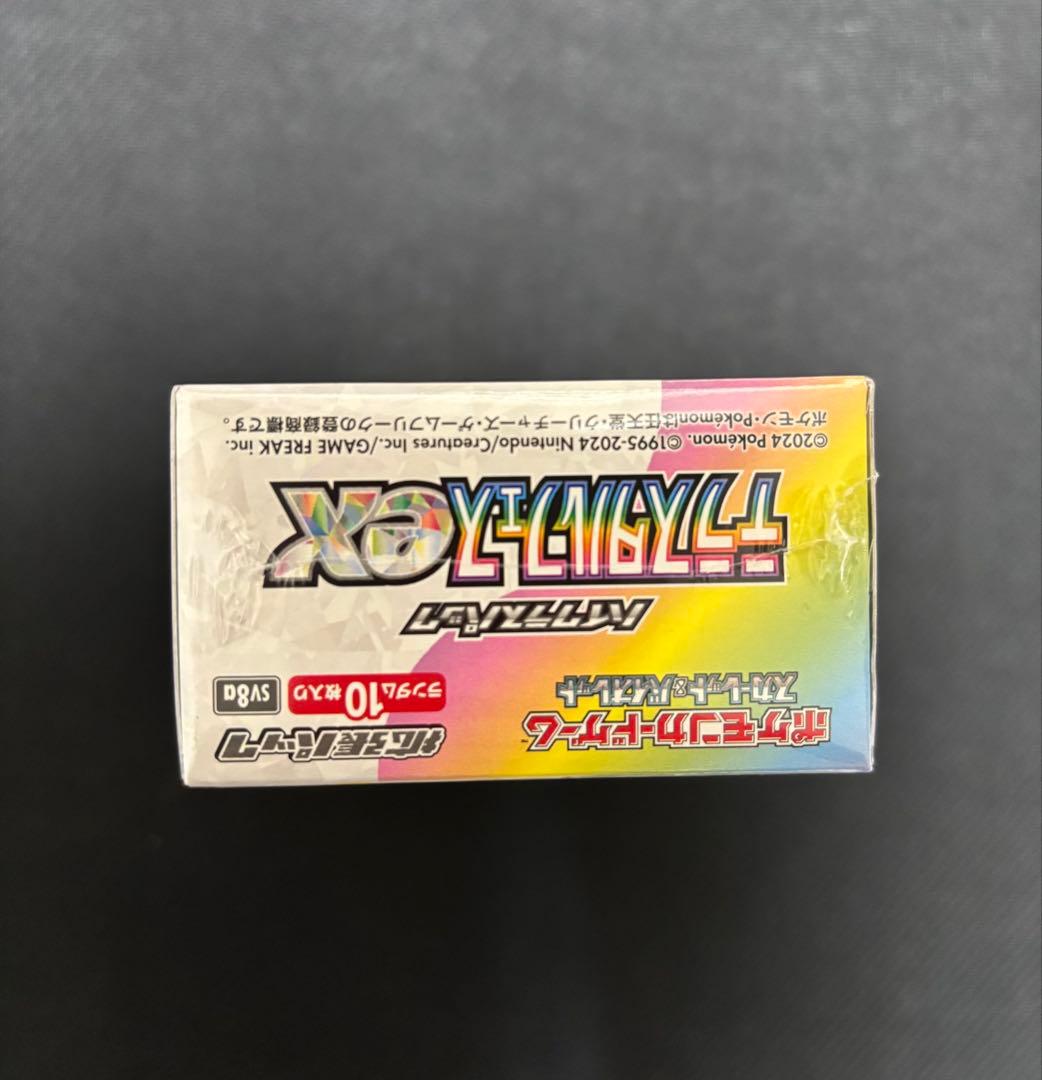 ポケモンカードゲーム™
スカーレット&バイオレット
拡張パック
ランダム10枚入り
SV8a
ハイクラスパック
テラスタルフェスex
©2024 Pokémon. ©1995-2024 Nintendo/Creatures Inc./GAME FREAK inc.
ポケモン・Pokémonは任天堂・クリーチャーズ・ゲームフリークの登録商標です。